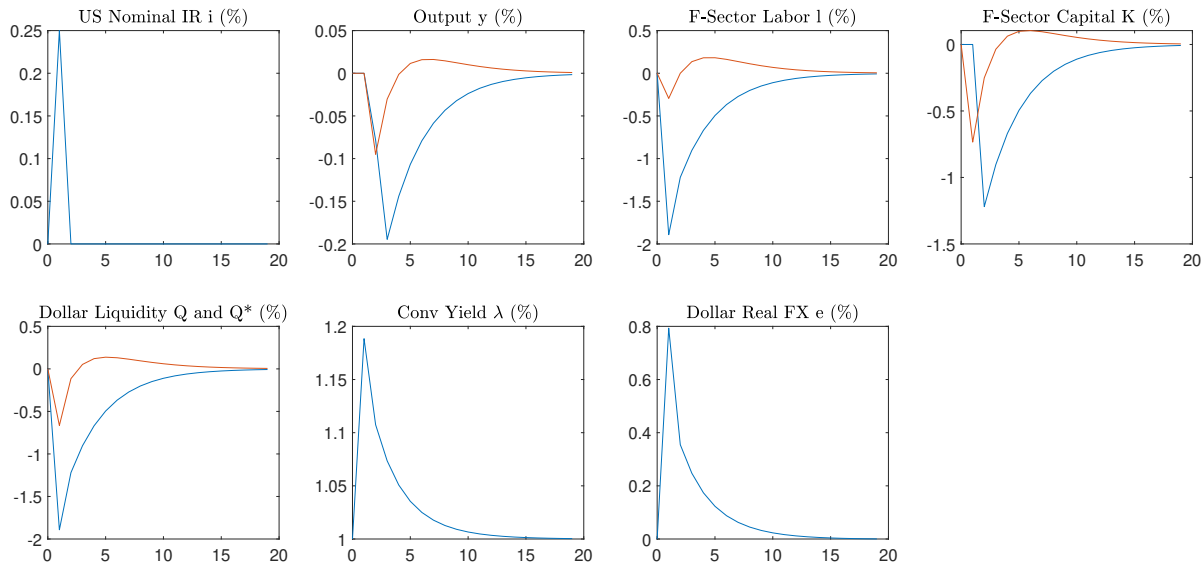 US Nominal IR i (%)
0.25
0.2
0.15
0.1
0.05
0
0 5 10 15 20
Output y (%)
0.05
0
-0.05
-0.1
-0.15
-0.2
0 5 10 15 20
F-Sector Labor l (%)
0.5
0
-0.5
-1
-1.5
-2
0 5 10 15 20
F-Sector Capital K (%)
0
-0.5
-1
-1.5
0 5 10 15 20
Dollar Liquidity Q and Q* (%)
0.5
0
-0.5
-1
-1.5
-2
0 5 10 15 20
Conv Yield λ (%)
1.2
1.15
1.1
1.05
1
0 5 10 15 20
Dollar Real FX e (%)
0.8
0.6
0.4
0.2
0
0 5 10 15 20